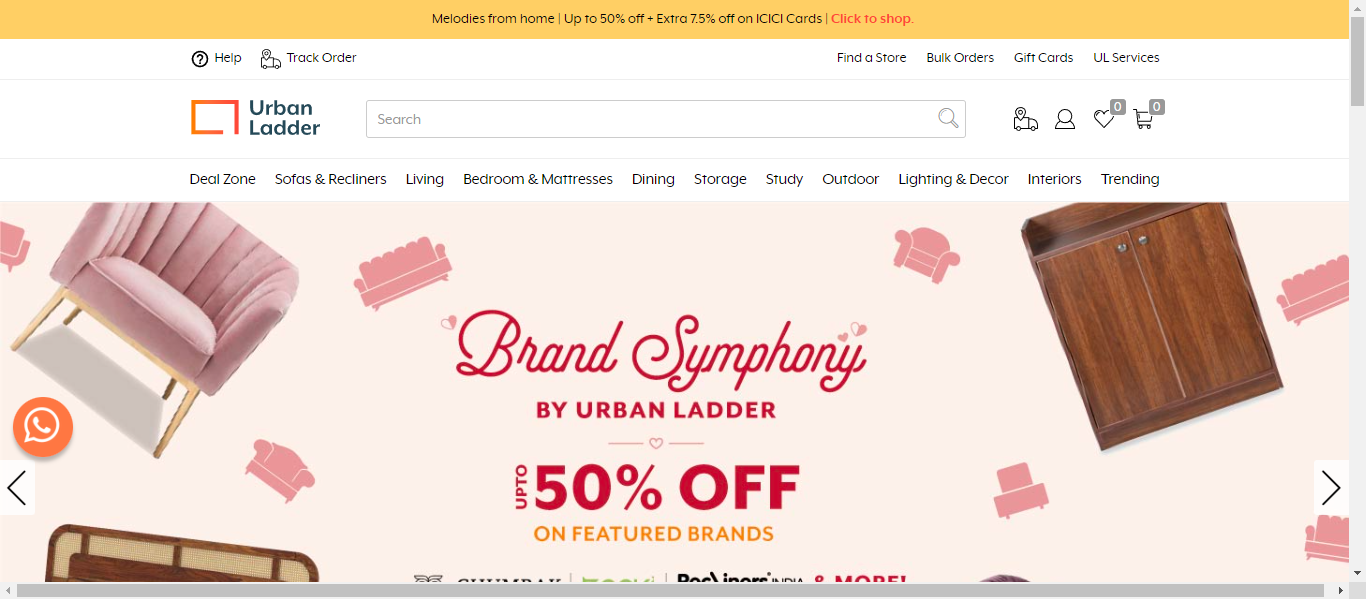 Melodies from home | Up to 50% off + Extra 7.5% off on ICICI Cards | Click to shop.
Help Track Order Find a Store Bulk Orders Gift Cards UL Services
Urban
Ladder
Search
0 0
Deal Zone Sofas & Recliners Living Bedroom & Mattresses Dining Storage Study Outdoor Lighting & Decor Interiors Trending
Brand Symphony
BY URBAN LADDER
UPTO 50% OFF
ON FEATURED BRANDS
CHUMBAK | | RecLiners INDIA & MORE!